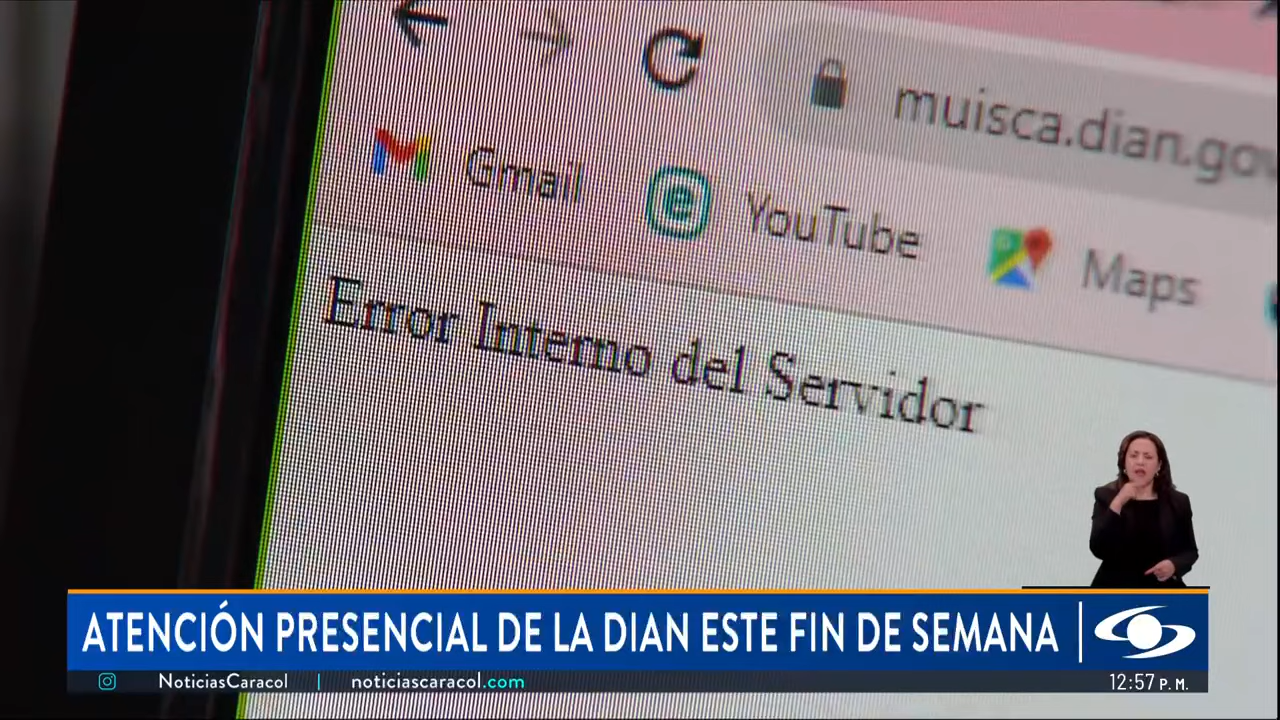 muisca.dian.gov
Gmail
YouTube
Maps
Error Interno del Servidor
ATENCIÓN PRESENCIAL DE LA DIAN ESTE FIN DE SEMANA
NoticiasCaracol | noticiascaracol.com
12:57 P. M.